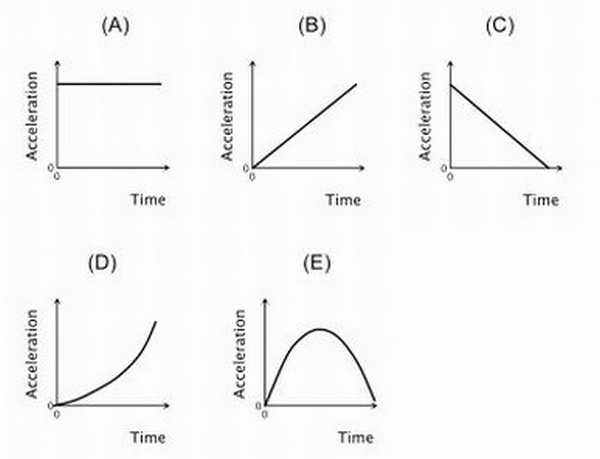 (A)
(B)
(C)
Acceleration
0
0
Time
Acceleration
0
0
Time
Acceleration
0
0
Time
(D)
(E)
Acceleration
0
0
Time
Acceleration
0
0
Time